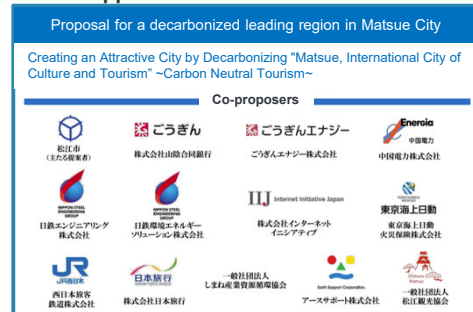 Proposal for a decarbonized leading region in Matsue City
Creating an Attractive City by Decarbonizing "Matsue, International City of
Culture and Tourism" ~Carbon Neutral Tourism~
Co-proposers
松江市
(主たる提案者)
ごうぎん
株式会社山陰合同銀行
ごうぎんエナジー
ごうぎんエナジー株式会社
Energia
中国電力
中国電力株式会社
NIPPON STEEL
ENGINEERING
GROUP
日鉄エンジニアリング
株式会社
NIPPON STEEL
ENGINEERING
GROUP
日鉄環境エネルギー
ソリューション株式会社
IIJ Internet Initiative Japan
株式会社インターネット
イニシアティブ
東京海上日動
東京海上日動
火災保険株式会社
JR
JR西日本
西日本旅客
鉄道株式会社
日本旅行
株式会社日本旅行
一般社団法人
しまね産業資源循環協会
Earth Support Corporation.
アースサポート株式会社
一般社団法人
松江観光協会